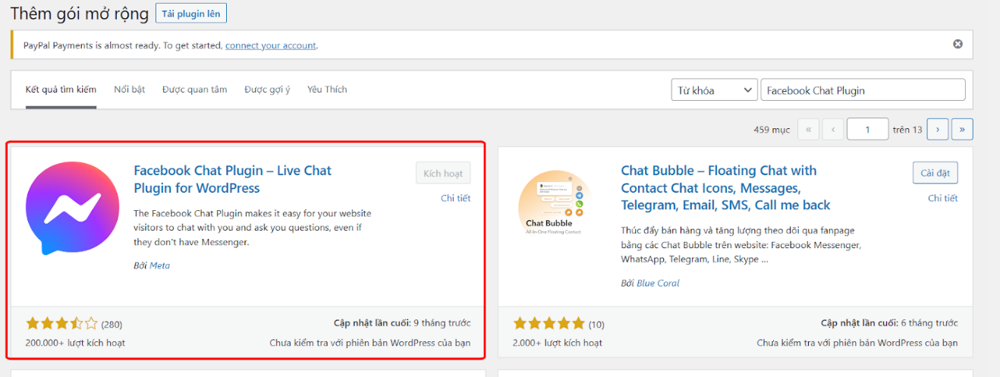 Thêm gói mở rộng Tải plugin lên
PayPal Payments is almost ready. To get started, connect your account.
Kết quả tìm kiếm Nổi bật Được quan tâm Được gợi ý Yêu Thích Từ khóa Facebook Chat Plugin
459 mục « ‹ 1 trên 13 › »
Facebook Chat Plugin – Live Chat
Plugin for WordPress
Kích hoạt
Chi tiết
The Facebook Chat Plugin makes it easy for your website
visitors to chat with you and ask you questions, even if
they don't have Messenger.
Bởi Meta
(280)
Cập nhật lần cuối: 9 tháng trước
200.000+ lượt kích hoạt
Chưa kiểm tra với phiên bản WordPress của bạn
Chat Bubble
All-In-One Floating Contact
Chat Bubble – Floating Chat with
Contact Chat Icons, Messages,
Telegram, Email, SMS, Call me back
Cài đặt
Chi tiết
Thúc đẩy bán hàng và tăng lượng theo dõi qua fanpage
bằng các Chat Bubble trên website: Facebook Messenger,
WhatsApp, Telegram, Line, Skype ...
Bởi Blue Coral
(10)
Cập nhật lần cuối: 6 tháng trước
2.000+ lượt kích hoạt
Chưa kiểm tra với phiên bản WordPress của bạn